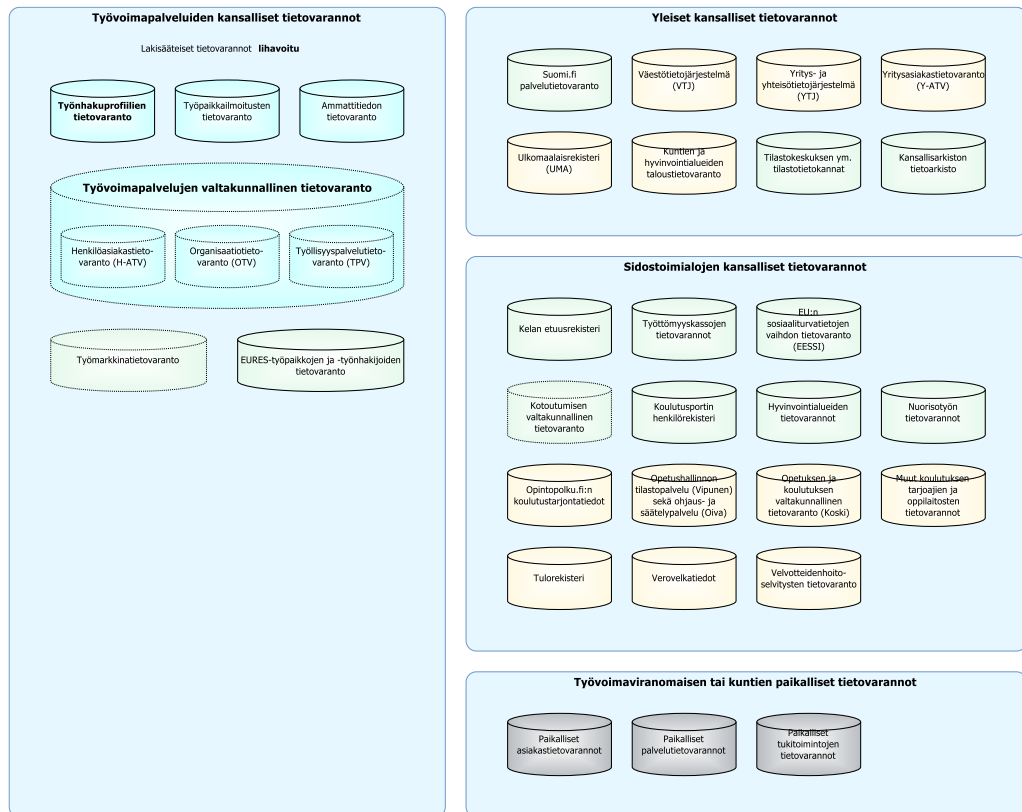 Työvoimapalveluiden kansalliset tietovarannot
Lakisääteiset tietovarannot lihavoitu
Työnhakuprofiilien
tietovaranto
Työpaikkailmoitusten
tietovaranto
Ammattitiedon
tietovaranto
Työvoimapalvelujen valtakunnallinen tietovaranto
Henkilöasiakastieto-
varanto (H-ATV)
Organisaatiotieto-
varanto (OTV)
Työllisyyspalvelutieto-
varanto (TPV)
Työmarkkinatietovaranto
EURES-työpaikkojen ja -työnhakijoiden
tietovaranto
Yleiset kansalliset tietovarannot
Suomi.fi
palvelutietovaranto
Väestötietojärjestelmä
(VTJ)
Yritys- ja
yhteisötietojärjestelmä
(YTJ)
Yritysasiakastietovaranto
(Y-ATV)
Ulkomaalaisrekisteri
(UMA)
Kuntien ja
hyvinvointialueiden
taloustietovaranto
Tilastokeskuksen ym.
tilastotietokannat
Kansallisarkiston
tietoarkisto
Sidostoimialojen kansalliset tietovarannot
Kelan etuusrekisteri
Työttömyyskassojen
tietovarannot
EU:n
sosiaaliturvatietojen
vaihdon tietovaranto
(EESSI)
Kotoutumisen
valtakunnallinen
tietovaranto
Koulutusportin
henkilörekisteri
Hyvinvointialueiden
tietovarannot
Nuorisotyön
tietovarannot
Opintopolku.fi:n
koulutustarjontatiedot
Opetushallinnon
tilastopalvelu (Vipunen)
sekä ohjaus- ja
säätelypalvelu (Oiva)
Opetuksen ja
koulutuksen
valtakunnallinen
tietovaranto (Koski)
Muut koulutuksen
tarjoajien ja
oppilaitosten
tietovarannot
Tulorekisteri
Verovelkatiedot
Velvotteidenhoito-
selvitysten tietovaranto
Työvoimaviranomaisen tai kuntien paikalliset tietovarannot
Paikalliset
asiakastietovarannot
Paikalliset
palvelutietovarannot
Paikalliset
tukitoimintojen
tietovarannot